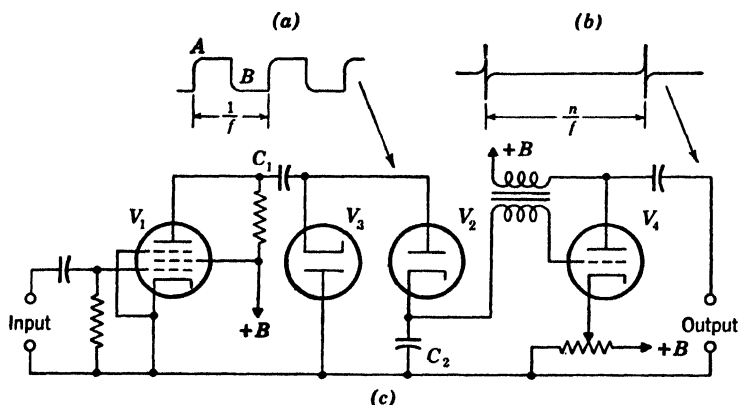 (a)
(b)
A
B
1/f
n/f
C₁
+B
V₁
V₃
V₂
V₄
+B
Input
Output
C₂
+B
(c)